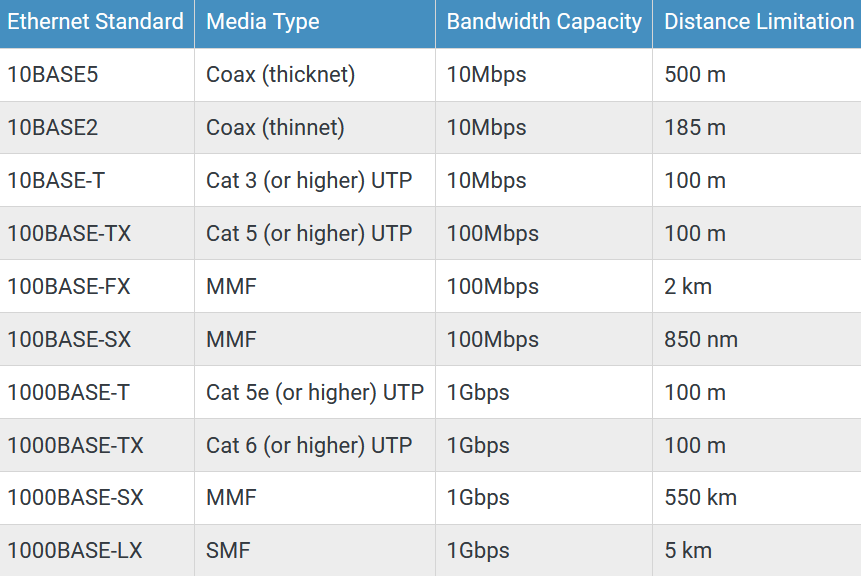 Ethernet Standard Media Type Bandwidth Capacity Distance Limitation
10BASE5 Coax (thicknet) 10Mbps 500 m
10BASE2 Coax (thinnet) 10Mbps 185 m
10BASE-T Cat 3 (or higher) UTP 10Mbps 100 m
100BASE-TX Cat 5 (or higher) UTP 100Mbps 100 m
100BASE-FX MMF 100Mbps 2 km
100BASE-SX MMF 100Mbps 850 nm
1000BASE-T Cat 5e (or higher) UTP 1Gbps 100 m
1000BASE-TX Cat 6 (or higher) UTP 1Gbps 100 m
1000BASE-SX MMF 1Gbps 550 km
1000BASE-LX SMF 1Gbps 5 km